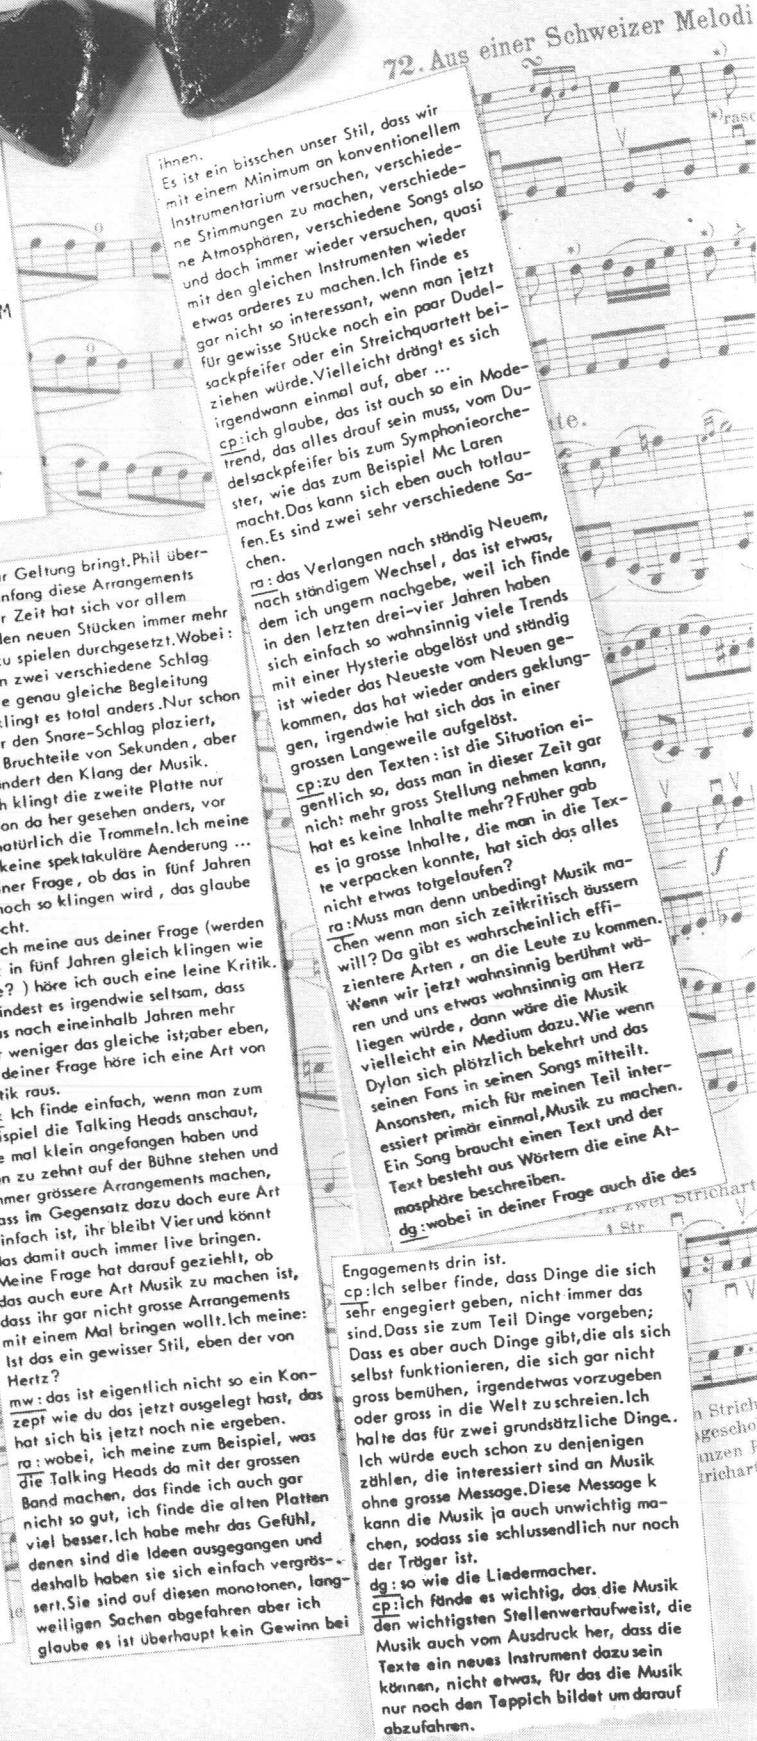 72. Aus einer Schweizer Melodi
*)
*)rasc
*)
*)
M
te.
r Geltung bringt.Phil über-
nfang diese Arrangements
r Zeit hat sich vor allem
len neuen Stücken immer mehr
zu spielen durchgesetzt.Wobei:
n zwei verschiedene Schlag
e genau gleiche Begleitung
klingt es total anders.Nur schon
r den Snare-Schlag plaziert,
Bruchteile von Sekunden, aber
ändert den Klang der Musik.
h klingt die zweite Platte nur
on da her gesehen anders, vor
natürlich die Trommeln.Ich meine
keine spektakuläre Aenderung ...
iner Frage, ob das in fünf Jahren
noch so klingen wird, das glaube
cht.
ch meine aus deiner Frage (werden
t in fünf Jahren gleich klingen wie
e?) höre ich auch eine leine Kritik.
indest es irgendwie seltsam, dass
as nach eineinhalb Jahren mehr
r weniger das gleiche ist;aber eben,
deiner Frage höre ich eine Art von
tik raus.
: Ich finde einfach, wenn man zum
ispiel die Talking Heads anschaut,
e mal klein angefangen haben und
n zu zehnt auf der Bühne stehen und
mmer grössere Arrangements machen,
ass im Gegensatz dazu doch eure Art
infach ist, ihr bleibt Vier und könnt
das damit auch immer live bringen.
Meine Frage hat darauf geziehlt, ob
das auch eure Art Musik zu machen ist,
dass ihr gar nicht grosse Arrangements
mit einem Mal bringen wollt.Ich meine:
Ist das ein gewisser Stil, eben der von
Hertz?
mw:das ist eigentlich nicht so ein Kon-
zept wie du das jetzt ausgelegt hast, das
hat sich bis jetzt noch nie ergeben.
ra:wobei, ich meine zum Beispiel, was
die Talking Heads da mit der grossen
Band machen, das finde ich auch gar
nicht so gut, ich finde die alten Platten
viel besser.Ich habe mehr das Gefühl,
denen sind die Ideen ausgegangen und
deshalb haben sie sich einfach vergrös-
sert.Sie sind auf diesen monotonen, lang-
weiligen Sachen abgefahren aber ich
glaube es ist überhaupt kein Gewinn bei
ihnen.
Es ist ein bisschen unser Stil, dass wir
mit einem Minimum an konventionellem
Instrumentarium versuchen, verschiede-
ne Stimmungen zu machen, verschiede-
ne Atmosphären, verschiedene Songs also
und doch immer wieder versuchen, quasi
mit den gleichen Instrumenten wieder
etwas anderes zu machen.Ich finde es
gar nicht so interessant, wenn man jetzt
für gewisse Stücke noch ein paar Dudel-
sackpfeifer oder ein Streichquartett bei-
ziehen würde.Vielleicht drängt es sich
irgendwann einmal auf, aber ...
cp:ich glaube, das ist auch so ein Mode-
trend, das alles drauf sein muss, vom Du-
delsackpfeifer bis zum Symphonieorche-
ster, wie das zum Beispiel Mc Laren
macht.Das kann sich eben auch totlau-
fen.Es sind zwei sehr verschiedene Sa-
chen.
ra:das Verlangen nach ständig Neuem,
nach ständigem Wechsel, das ist etwas,
dem ich ungern nachgebe, weil ich finde
in den letzten drei-vier Jahren haben
sich einfach so wahnsinnig viele Trends
mit einer Hysterie abgelöst und ständig
ist wieder das Neueste vom Neuen ge-
kommen, das hat wieder anders geklung-
gen, irgendwie hat sich das in einer
grossen Langeweile aufgelöst.
cp:zu den Texten: ist die Situation ei-
gentlich so, dass man in dieser Zeit gar
nicht mehr gross Stellung nehmen kann,
hat es keine Inhalte mehr?Früher gab
es ja grosse Inhalte, die man in die Tex-
te verpacken konnte, hat sich das alles
nicht etwas totgelaufen?
ra:Muss man denn unbedingt Musik ma-
chen wenn man sich zeitkritisch äussern
will? Da gibt es wahrscheinlich effi-
zientere Arten, an die Leute zu kommen.
Wenn wir jetzt wahnsinnig berühmt wä-
ren und uns etwas wahnsinnig am Herz
liegen würde, dann wäre die Musik
vielleicht ein Medium dazu.Wie wenn
Dylan sich plötzlich bekehrt und das
seinen Fans in seinen Songs mitteilt.
Ansonsten, mich für meinen Teil inter-
essiert primär einmal,Musik zu machen.
Ein Song braucht einen Text und der
Text besteht aus Wörtern die eine At-
mosphäre beschreiben.
dg:wobei in deiner Frage auch die des
in zwei Strichart
1 Str
Engagements drin ist.
cp:Ich selber finde, dass Dinge die sich
sehr engegiert geben, nicht immer das
sind.Dass sie zum Teil Dinge vorgeben;
Dass es aber auch Dinge gibt,die als sich
selbst funktionieren, die sich gar nicht
gross bemühen, irgendetwas vorzugeben
oder gross in die Welt zu schreien.Ich
halte das für zwei grundsätzliche Dinge..
Ich würde euch schon zu denjenigen
zählen, die interessiert sind an Musik
ohne grosse Message.Diese Message k
kann die Musik ja auch unwichtig ma-
chen, sodass sie schlussendlich nur noch
der Träger ist.
dg:so wie die Liedermacher.
cp:Ich fände es wichtig, das die Musik
den wichtigsten Stellenwertaufweist, die
Musik auch vom Ausdruck her, dass die
Texte ein neues Instrument dazu sein
können, nicht etwas, für das die Musik
nur noch den Teppich bildet um darauf
abzufahren.
n Strich
geschol
nzen
richart